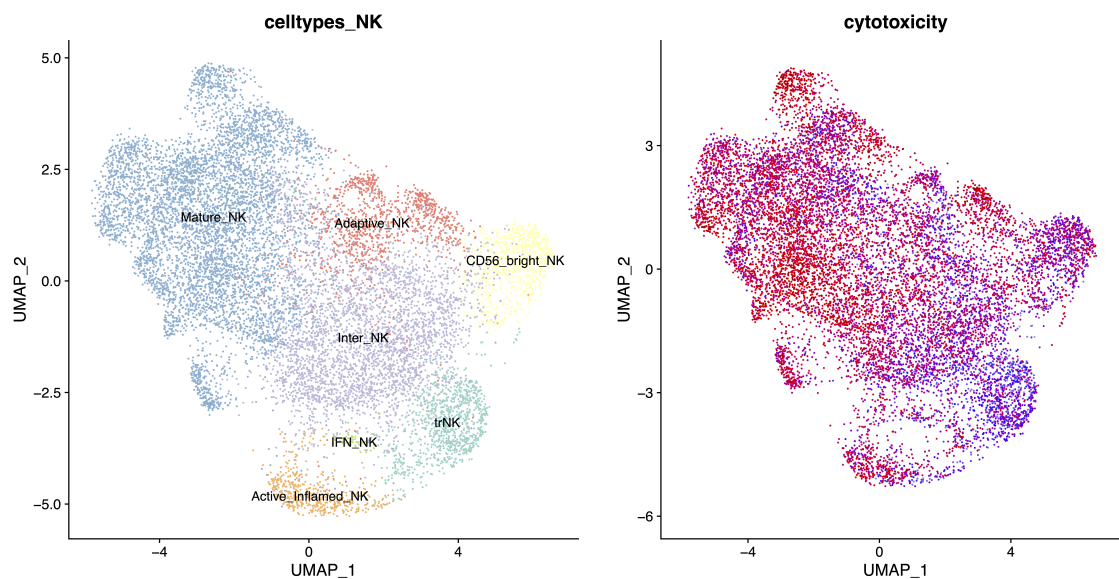 celltypes_NK
cytotoxicity
5.0
2.5
0.0
−2.5
−5.0
UMAP_2
Mature_NK
Adaptive_NK
CD56_bright_NK
Inter_NK
trNK
IFN_NK
Active_Inflamed_NK
−4
0
4
UMAP_1
3
0
−3
−6
UMAP_2
−4
0
4
UMAP_1